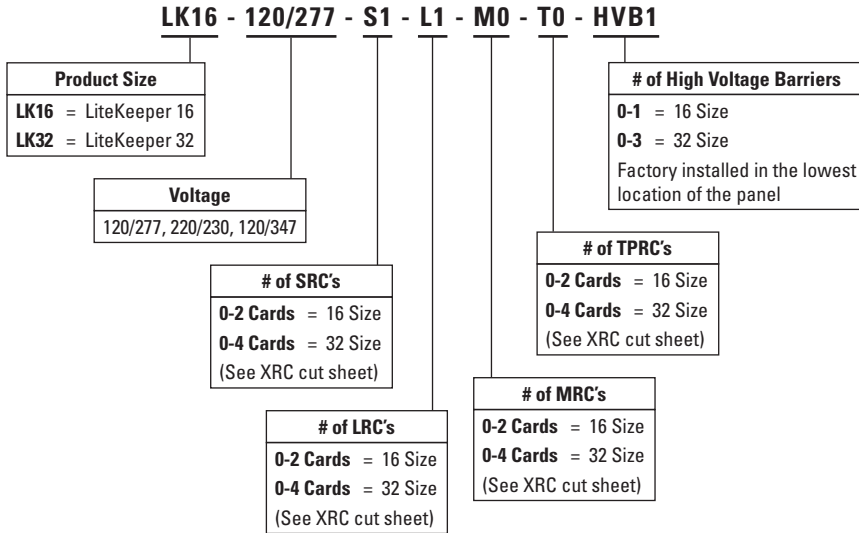 LK16 - 120/277 - S1 - L1 - M0 - T0 - HVB1
Product Size
LK16 = LiteKeeper 16
LK32 = LiteKeeper 32
Voltage
120/277, 220/230, 120/347
# of SRC's
0-2 Cards = 16 Size
0-4 Cards = 32 Size
(See XRC cut sheet)
# of LRC's
0-2 Cards = 16 Size
0-4 Cards = 32 Size
(See XRC cut sheet)
# of MRC's
0-2 Cards = 16 Size
0-4 Cards = 32 Size
(See XRC cut sheet)
# of TPRC's
0-2 Cards = 16 Size
0-4 Cards = 32 Size
(See XRC cut sheet)
# of High Voltage Barriers
0-1 = 16 Size
0-3 = 32 Size
Factory installed in the lowest
location of the panel